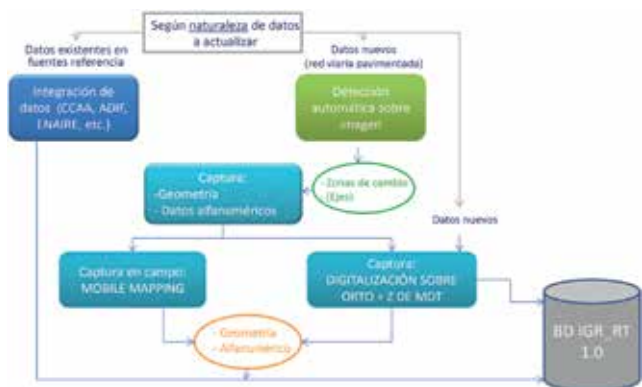 Según naturaleza de datos
a actualizar
Datos existentes en
fuentes referencia
Datos nuevos
(red viaria pavimentada)
Integración de
datos (CCAA, ADIF,
ENAIRE, etc.)
Detección
automática sobre
imagen
Captura:
-Geometría
- Datos alfanuméricos
- Zonas de cambio
(Ejes)
Datos nuevos
Captura en campo:
MOBILE MAPPING
Captura:
DIGITALIZACIÓN SOBRE
ORTO + Z DE MDT
- Geometría
- Alfanumérico
BD IGR_RT
1.0